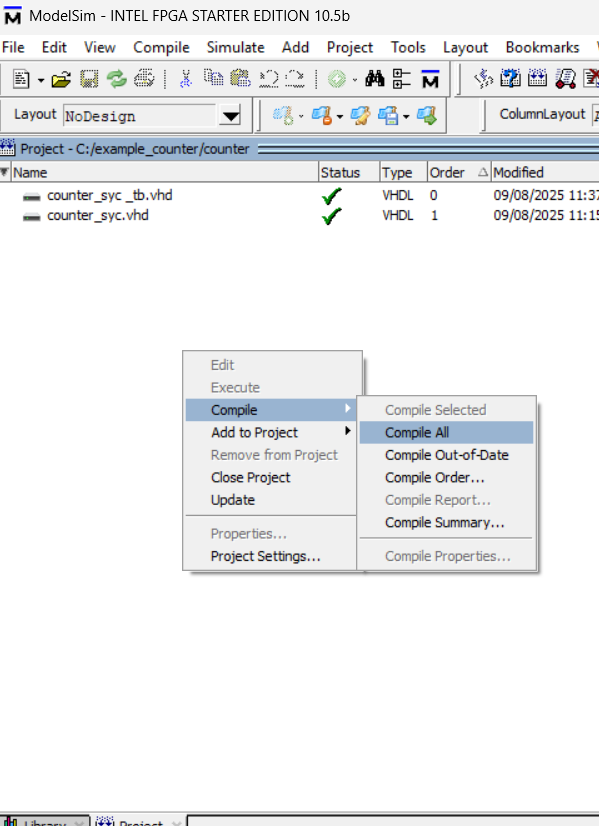 ModelSim - INTEL FPGA STARTER EDITION 10.5b
File Edit View Compile Simulate Add Project Tools Layout Bookmarks
Layout NoDesign ColumnLayout
Project - C:/example_counter/counter
Name Status Type Order Modified
counter_syc _tb.vhd VHDL 0 09/08/2025 11:37
counter_syc.vhd VHDL 1 09/08/2025 11:15
Edit
Execute
Compile
Add to Project
Remove from Project
Close Project
Update
Properties...
Project Settings...
Compile Selected
Compile All
Compile Out-of-Date
Compile Order...
Compile Report...
Compile Summary...
Compile Properties...
Library Project